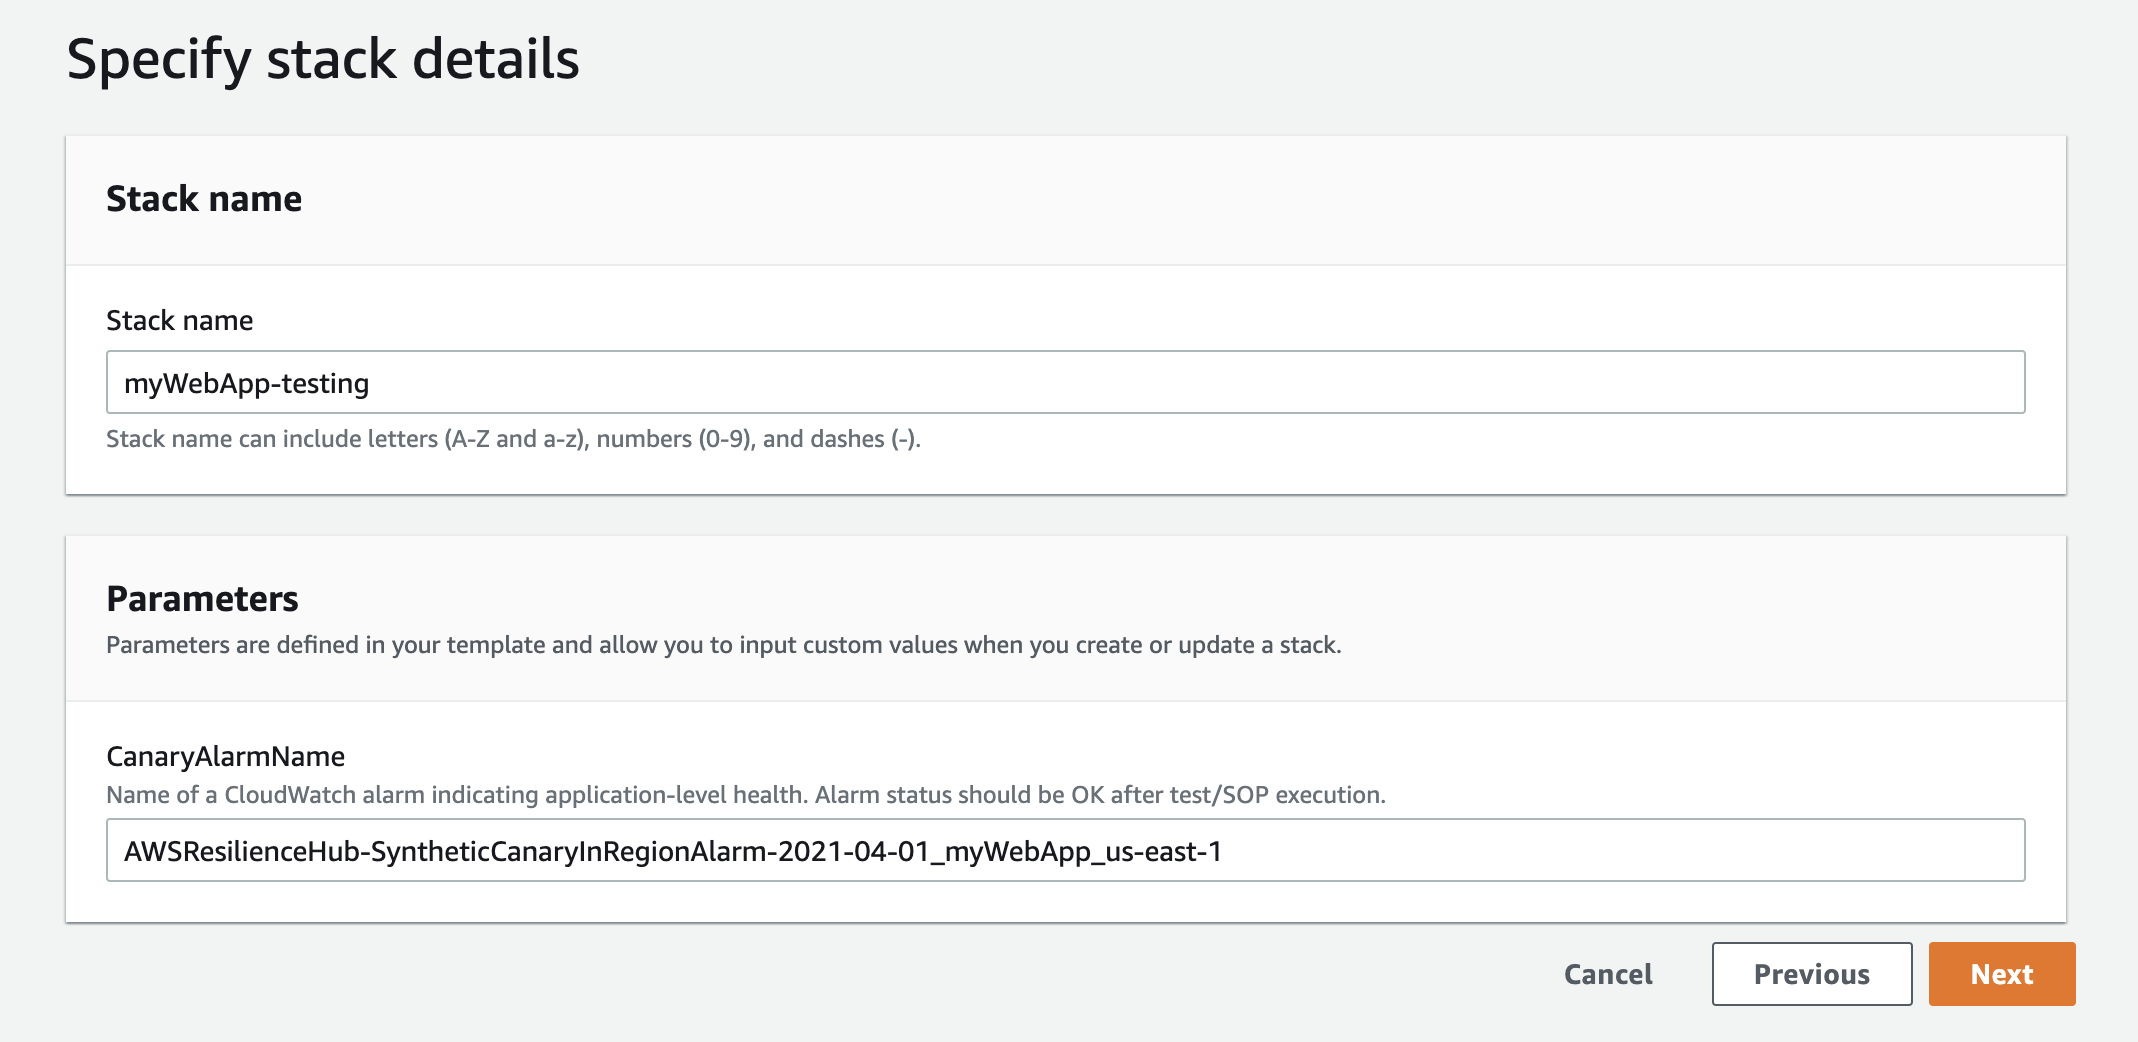 Specify stack details
Stack name
Stack name
myWebApp-testing
Stack name can include letters (A-Z and a-z), numbers (0-9), and dashes (-).
Parameters
Parameters are defined in your template and allow you to input custom values when you create or update a stack.
CanaryAlarmName
Name of a CloudWatch alarm indicating application-level health. Alarm status should be OK after test/SOP execution.
AWSResilienceHub-SyntheticCanaryInRegionAlarm-2021-04-01_myWebApp_us-east-1
Cancel Previous Next